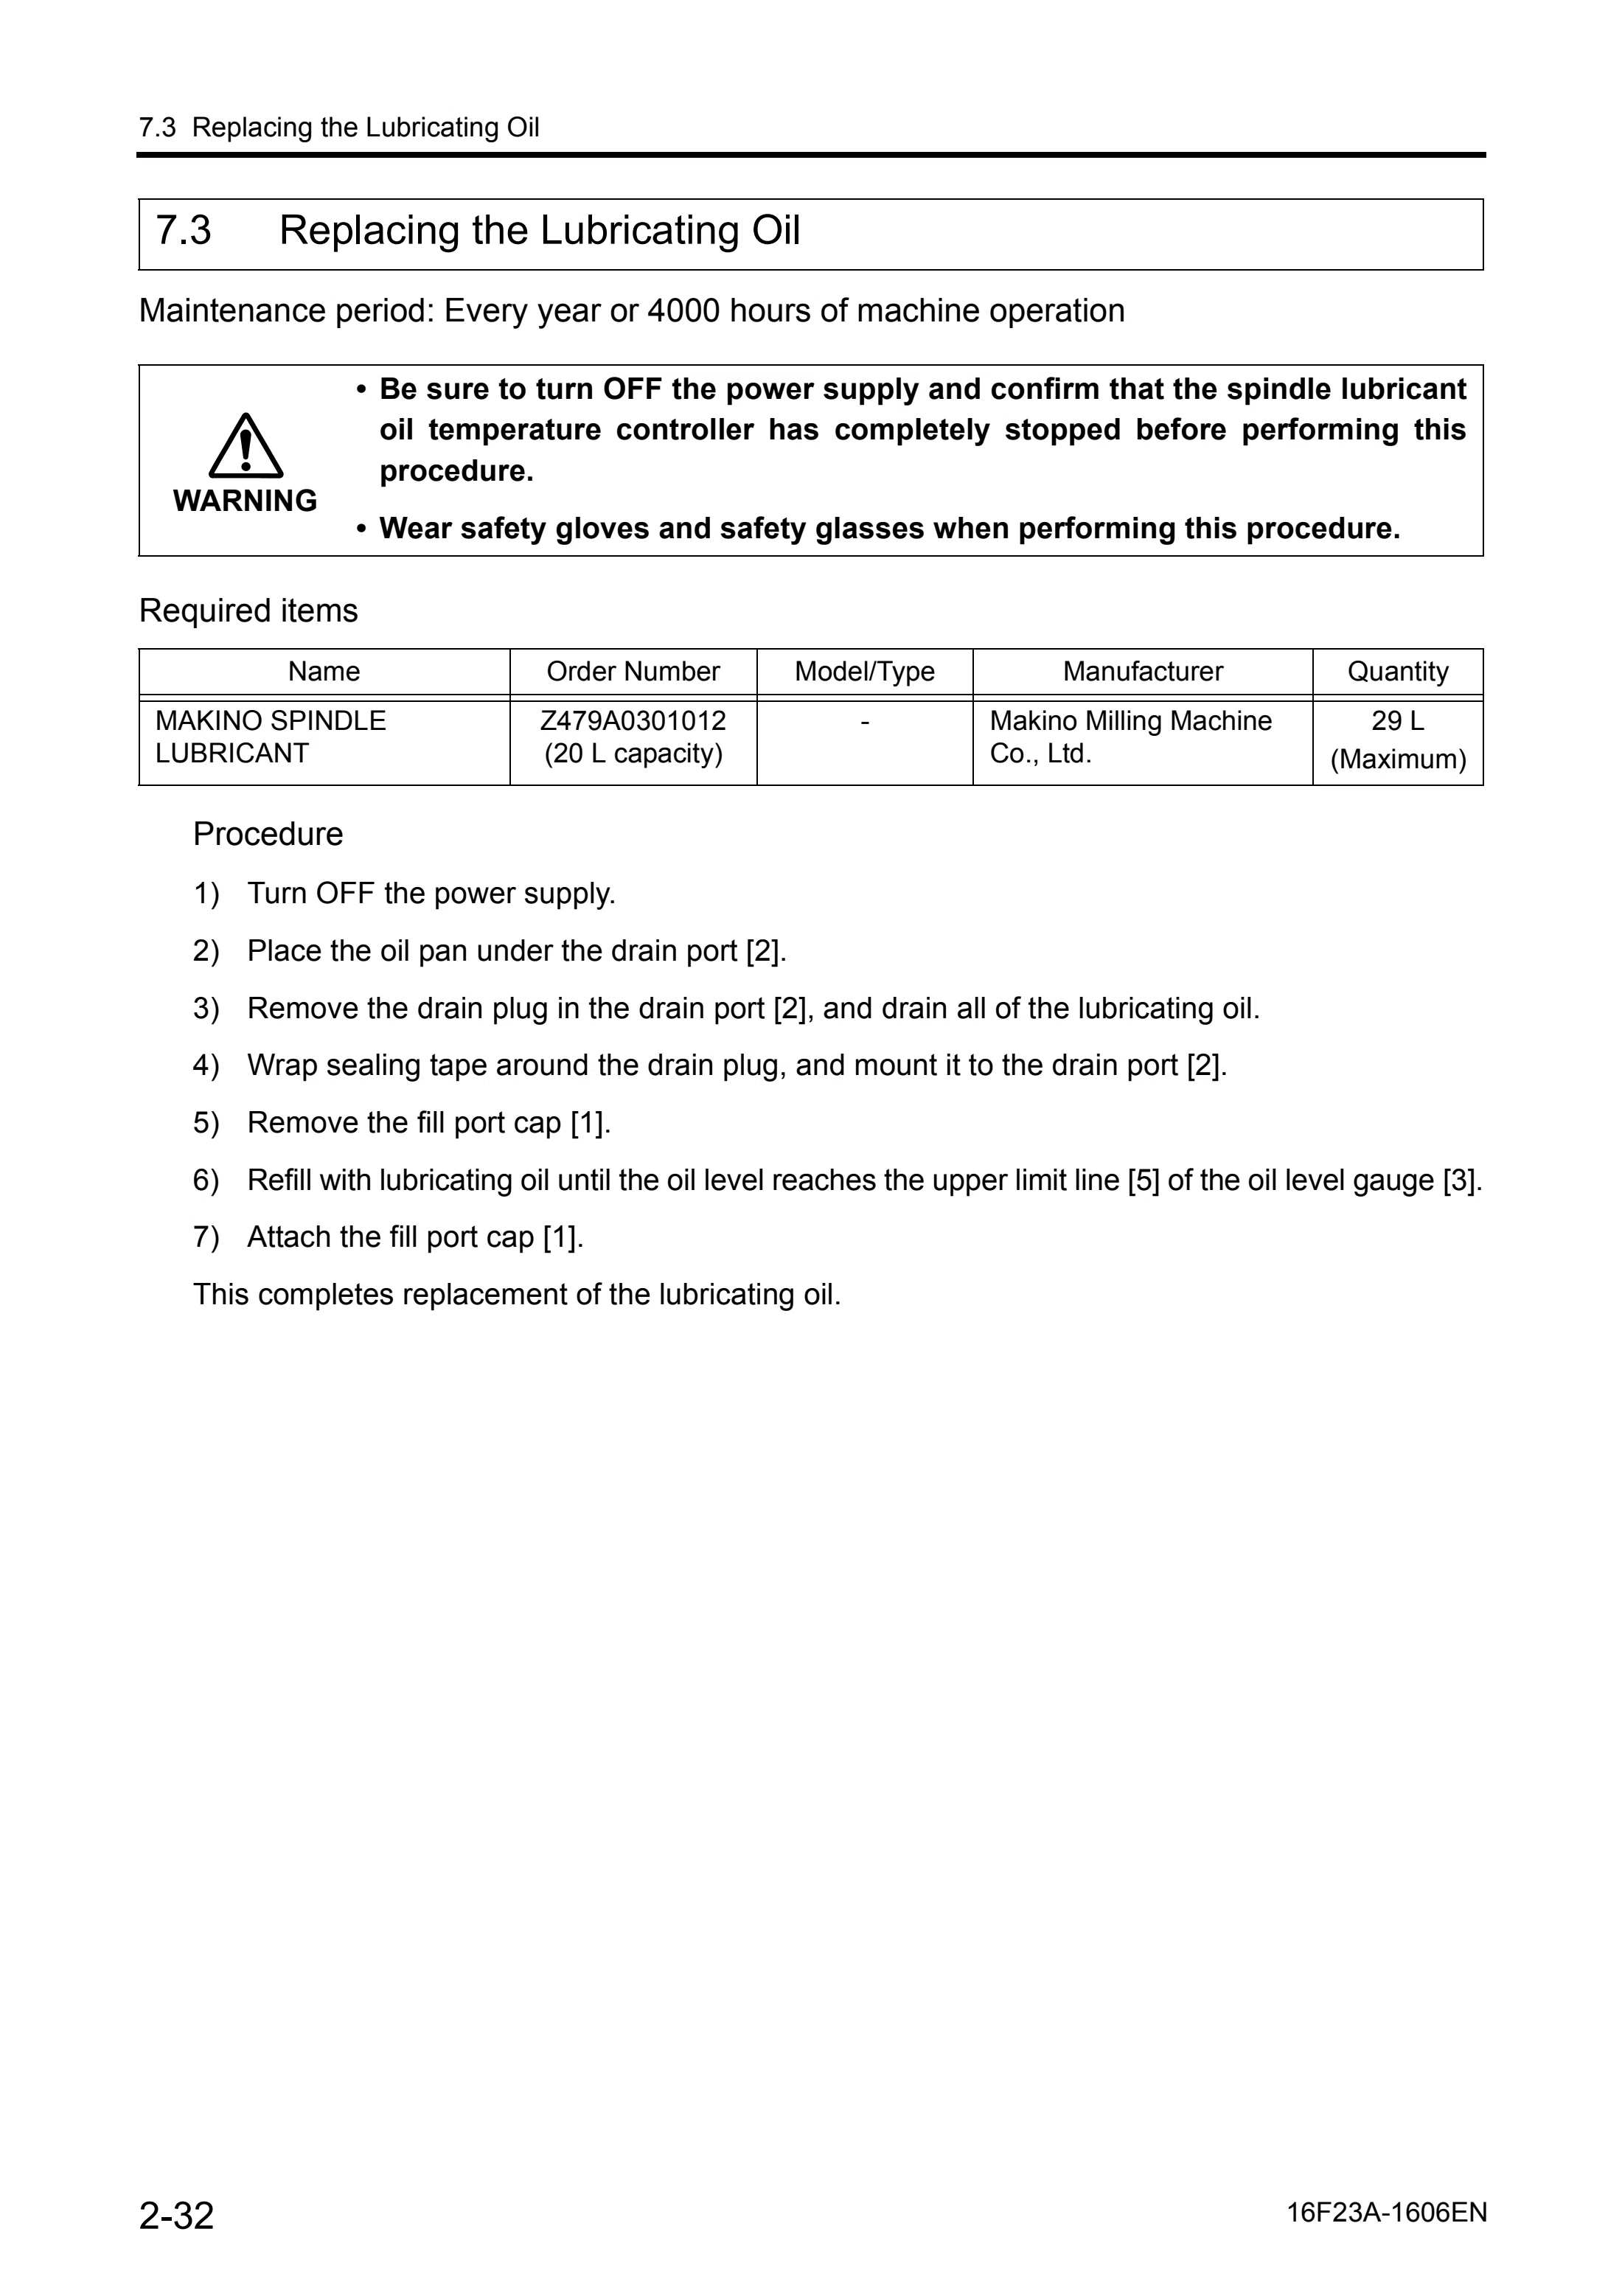 7.3 Replacing the Lubricating Oil
7.3 Replacing the Lubricating Oil
Maintenance period: Every year or 4000 hours of machine operation
WARNING
• Be sure to turn OFF the power supply and confirm that the spindle lubricant
oil temperature controller has completely stopped before performing this
procedure.
• Wear safety gloves and safety glasses when performing this procedure.
Required items
Name Order Number Model/Type Manufacturer Quantity
MAKINO SPINDLE Z479A0301012 - Makino Milling Machine 29 L
LUBRICANT (20 L capacity) Co., Ltd. (Maximum)
Procedure
1) Turn OFF the power supply.
2) Place the oil pan under the drain port [2].
3) Remove the drain plug in the drain port [2], and drain all of the lubricating oil.
4) Wrap sealing tape around the drain plug, and mount it to the drain port [2].
5) Remove the fill port cap [1].
6) Refill with lubricating oil until the oil level reaches the upper limit line [5] of the oil level gauge [3].
7) Attach the fill port cap [1].
This completes replacement of the lubricating oil.
2-32
16F23A-1606EN